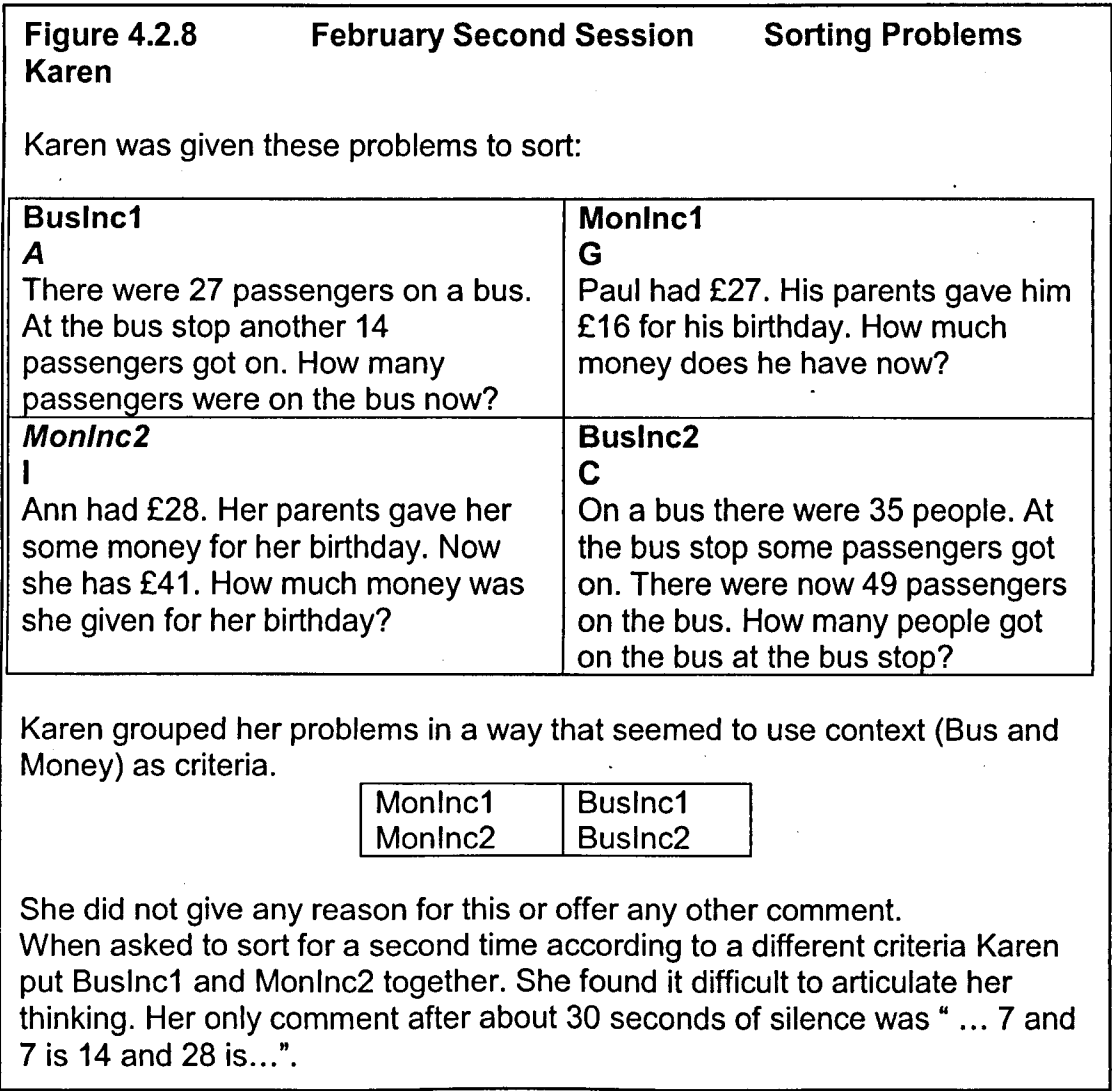 Figure 4.2.8 February Second Session Sorting Problems
Karen
Karen was given these problems to sort:
BusInc1
A
There were 27 passengers on a bus.
At the bus stop another 14
passengers got on. How many
passengers were on the bus now?
MonInc1
G
Paul had £27. His parents gave him
£16 for his birthday. How much
money does he have now?
MonInc2
I
Ann had £28. Her parents gave her
some money for her birthday. Now
she has £41. How much money was
she given for her birthday?
BusInc2
C
On a bus there were 35 people. At
the bus stop some passengers got
on. There were now 49 passengers
on the bus. How many people got
on the bus at the bus stop?
Karen grouped her problems in a way that seemed to use context (Bus and
Money) as criteria.
MonInc1 BusInc1
MonInc2 BusInc2
She did not give any reason for this or offer any other comment.
When asked to sort for a second time according to a different criteria Karen
put BusInc1 and MonInc2 together. She found it difficult to articulate her
thinking. Her only comment after about 30 seconds of silence was “ ... 7 and
7 is 14 and 28 is...”.